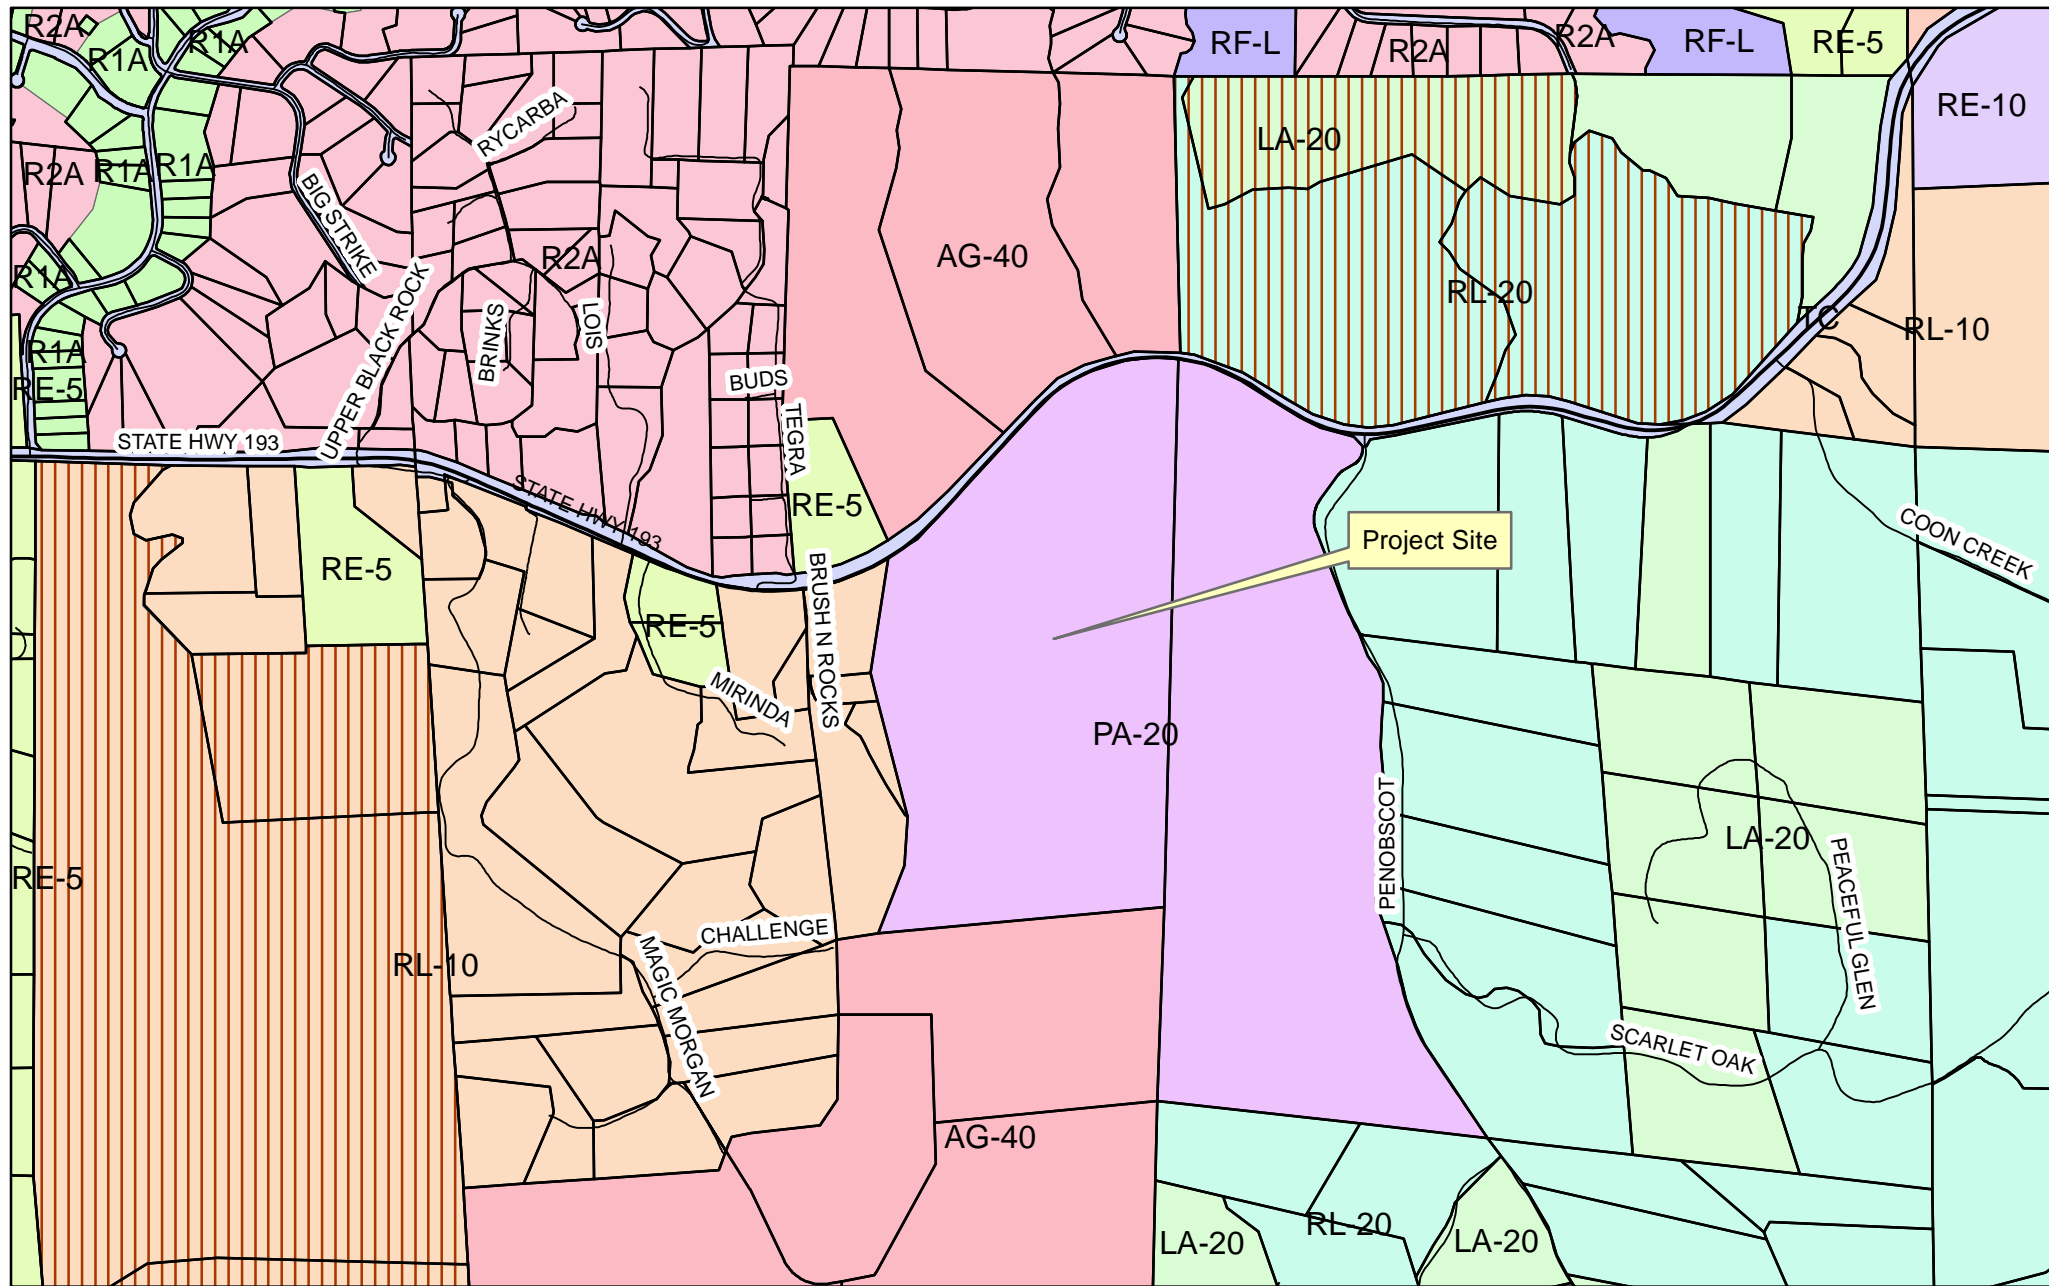 R2A
R1A
R1A
RF-L
R2A
R2A
RF-L
RE-5
RE-10
RYCARBA
LA-20
R2A
R1A
R1A
BIG STRIKE
R2A
AG-40
R1A
RL-20
TC
RL-10
UPPER BLACK ROCK
BRINKS
LOIS
R1A
RE-5
BUDS
TEGRA
STATE HWY 193
STATE HWY 193
RE-5
Project Site
COON CREEK
RE-5
RE-5
BRUSH N ROCKS
MIRINDA
PA-20
PENOBSCOT
LA-20
PEACEFUL GLEN
RE-5
CHALLENGE
RL-10
MAGIC MORGAN
SCARLET OAK
AG-40
LA-20
RL-20
LA-20